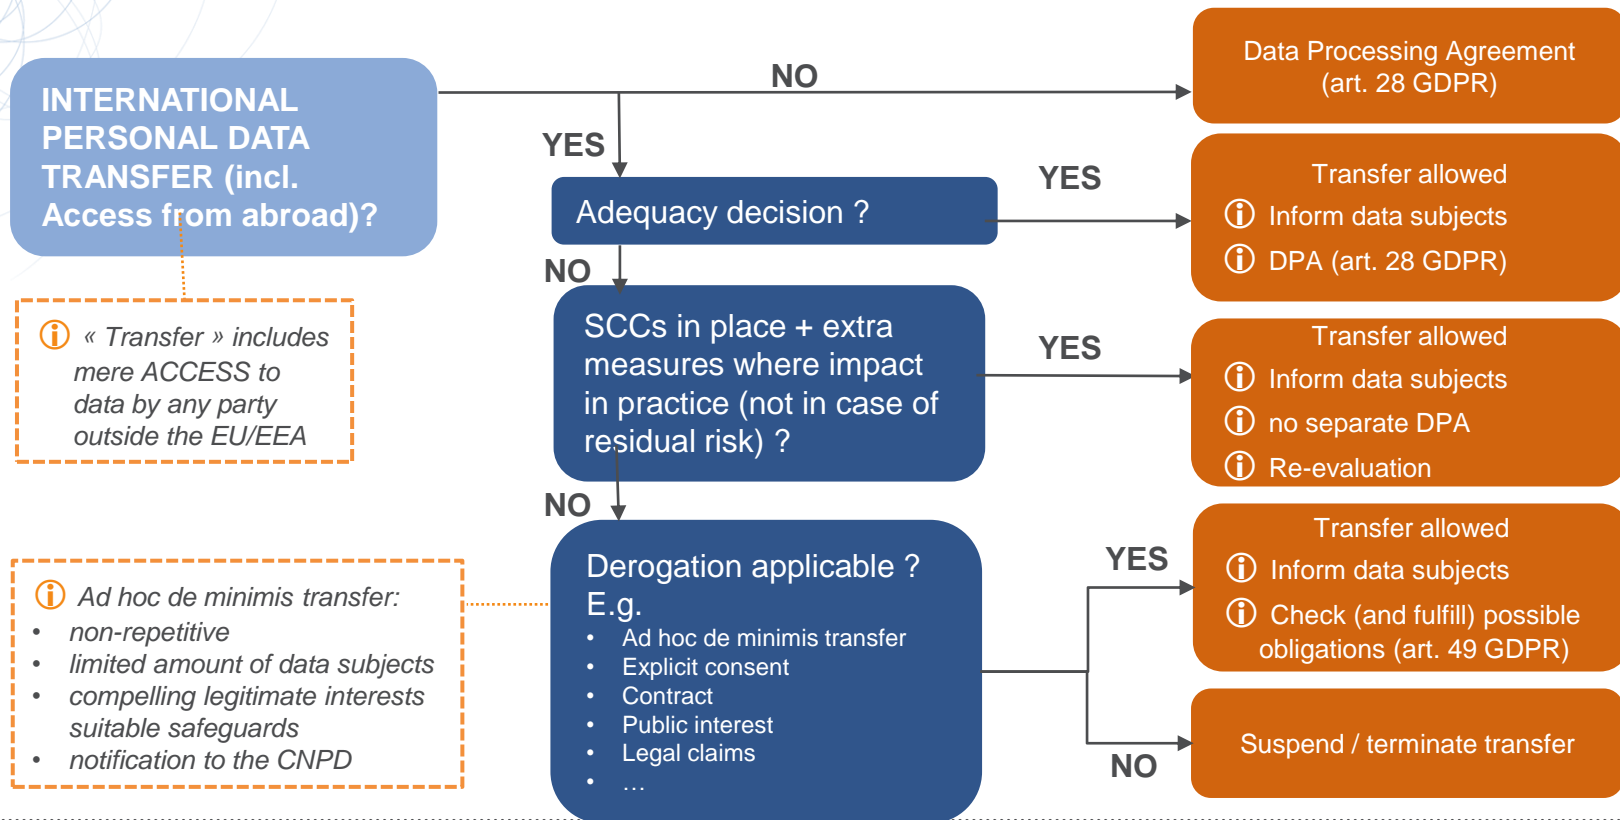 INTERNATIONAL
PERSONAL DATA
TRANSFER (incl.
Access from abroad)?
NO
Data Processing Agreement
(art. 28 GDPR)
YES
Adequacy decision ?
YES
Transfer allowed
ⓘ Inform data subjects
ⓘ DPA (art. 28 GDPR)
NO
ⓘ « Transfer » includes
mere ACCESS to
data by any party
outside the EU/EEA
SCCs in place + extra
measures where impact
in practice (not in case of
residual risk) ?
YES
Transfer allowed
ⓘ Inform data subjects
ⓘ no separate DPA
ⓘ Re-evaluation
NO
ⓘ Ad hoc de minimis transfer:
• non-repetitive
• limited amount of data subjects
• compelling legitimate interests
suitable safeguards
• notification to the CNPD
Derogation applicable ?
E.g.
• Ad hoc de minimis transfer
• Explicit consent
• Contract
• Public interest
• Legal claims
• …
YES
Transfer allowed
ⓘ Inform data subjects
ⓘ Check (and fulfill) possible
obligations (art. 49 GDPR)
NO
Suspend / terminate transfer